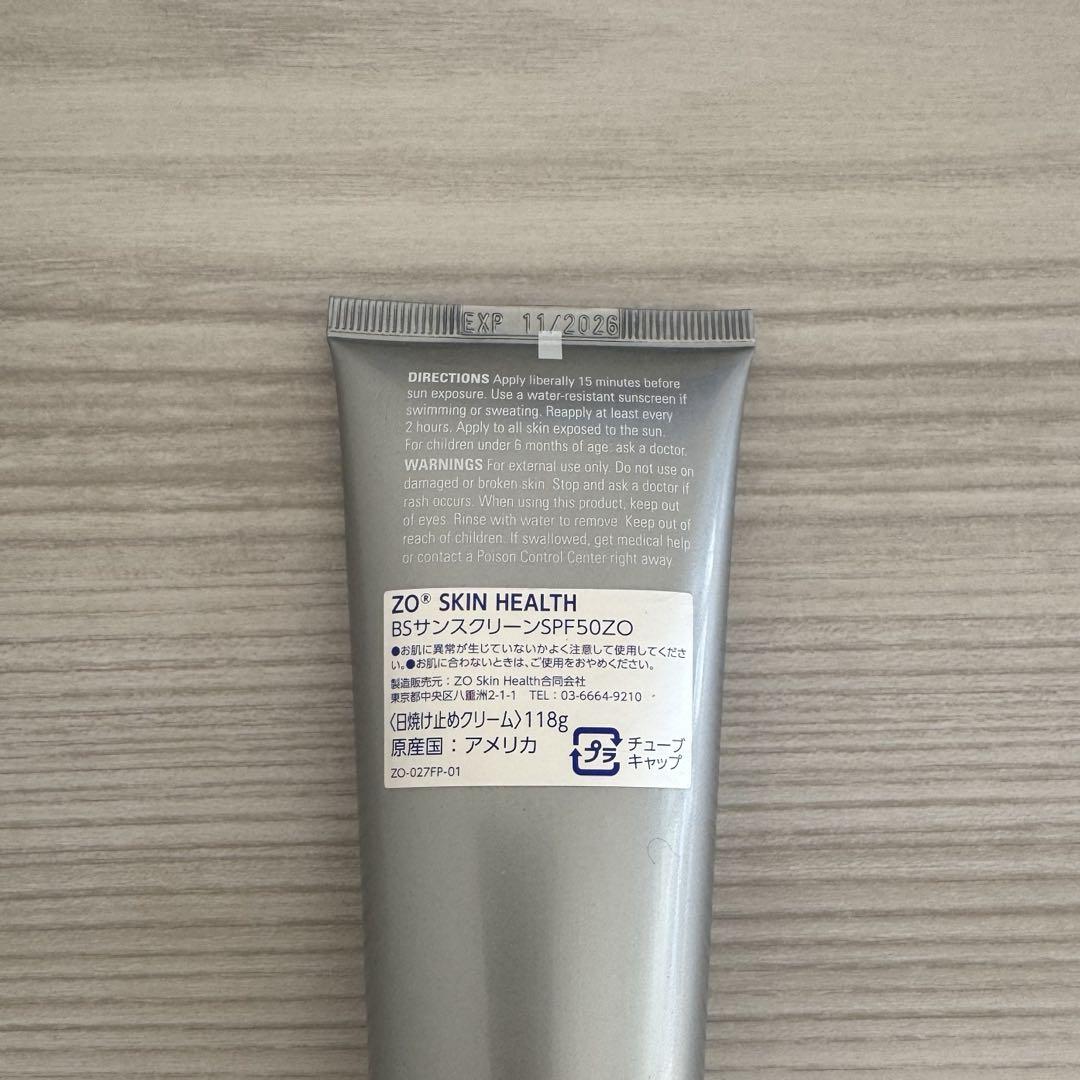 EXP 11/2026
DIRECTIONS Apply liberally 15 minutes before
sun exposure. Use a water-resistant sunscreen if
swimming or sweating. Reapply at least every
2 hours. Apply to all skin exposed to the sun.
For children under 6 months of age: ask a doctor.
WARNINGS For external use only. Do not use on
damaged or broken skin. Stop and ask a doctor if
rash occurs. When using this product, keep out
of eyes. Rinse with water to remove. Keep out of
reach of children. If swallowed, get medical help
or contact a Poison Control Center right away.
ZO® SKIN HEALTH
BSサンスクリーンSPF50ZO
●お肌に異常が生じていないかよく注意して使用してくださ
い。●お肌に合わないときは、ご使用をおやめください。
製造販売元：ZO Skin Health合同会社
東京都中央区八重洲2-1-1 TEL：03-6664-9210
〈日焼け止めクリーム〉118g
原産国：アメリカ
プラ
チューブ
キャップ
ZO-027FP-01